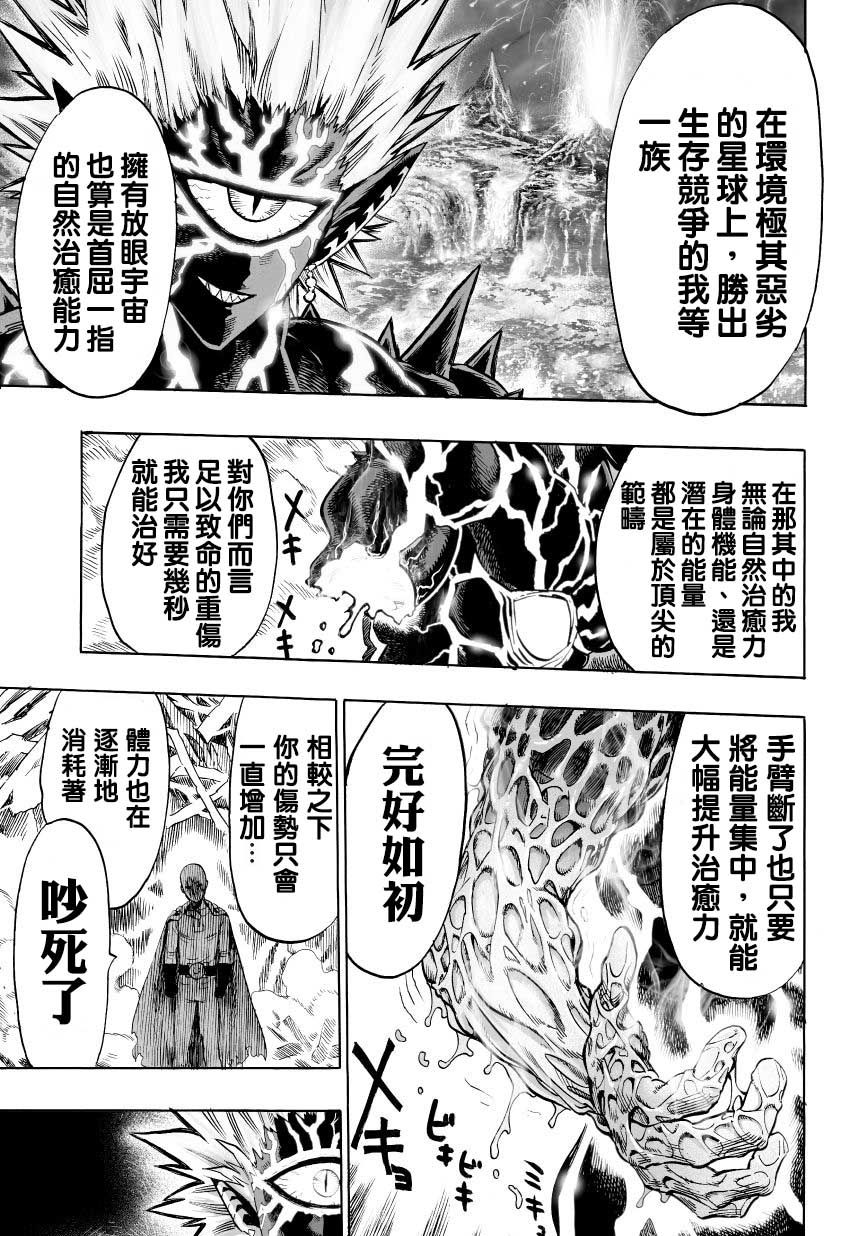 在環境極其惡劣
的星球上，勝出
生存競爭的我等
一族
擁有放眼宇宙
也算是首屈一指
的自然治癒能力
在那其中的我
無論自然治癒力
身體機能、還是
潛在的能量
都是屬於頂尖的
範疇
メキ
メキ
對你們而言
足以致命的重傷
我只需要幾秒
就能治好
手臂斷了也只要
將能量集中，就能
大幅提升治癒力
完好如初
ミキョ
ビキ
ビキ
メキョ
相較之下
你的傷勢只會
一直增加…
體力也在
逐漸地
消耗著
吵死了